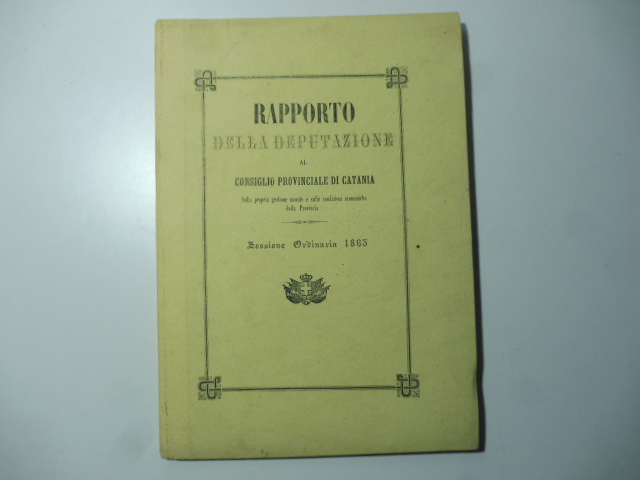 RAPPORTO
DELLA DEPUTAZIONE
AL
CONSIGLIO PROVINCIALE DI CATANIA
Sulla propria gestione morale e sulle condizioni economiche
della Provincia
Sessione Ordinaria 1865